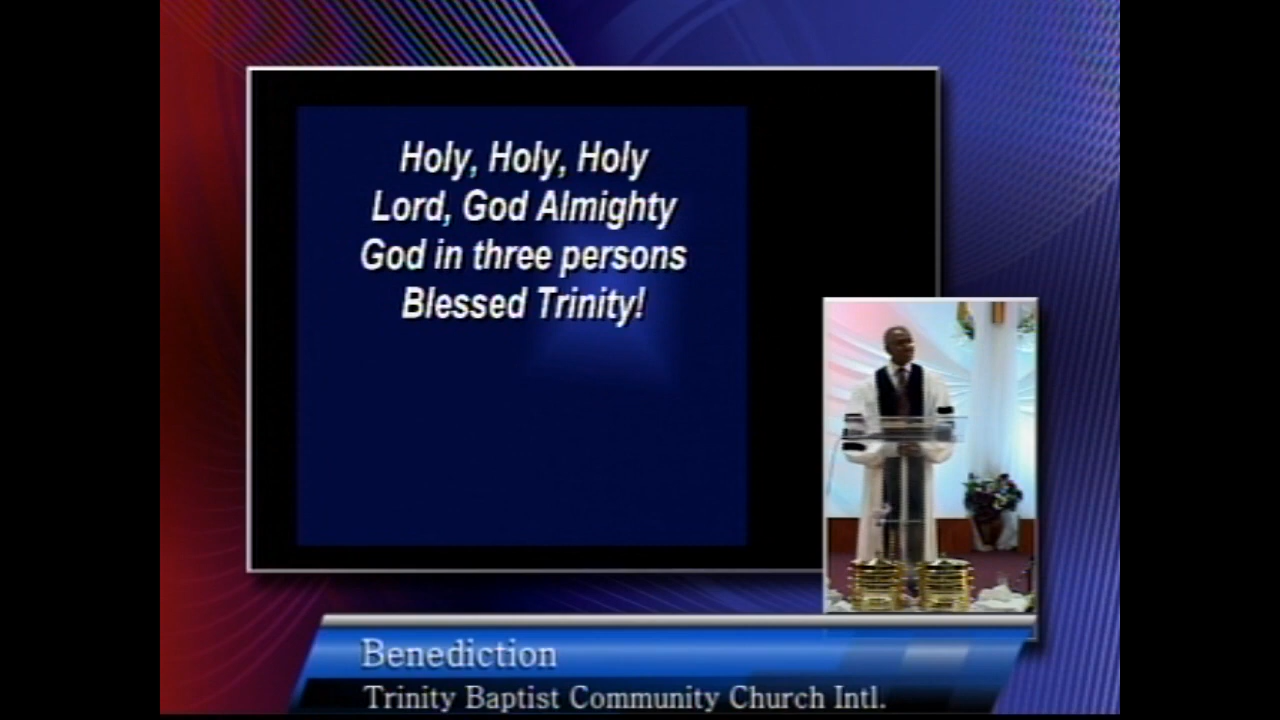 Holy, Holy, Holy
Lord, God Almighty
God in three persons
Blessed Trinity!
Benediction
Trinity Baptist Community Church Intl.